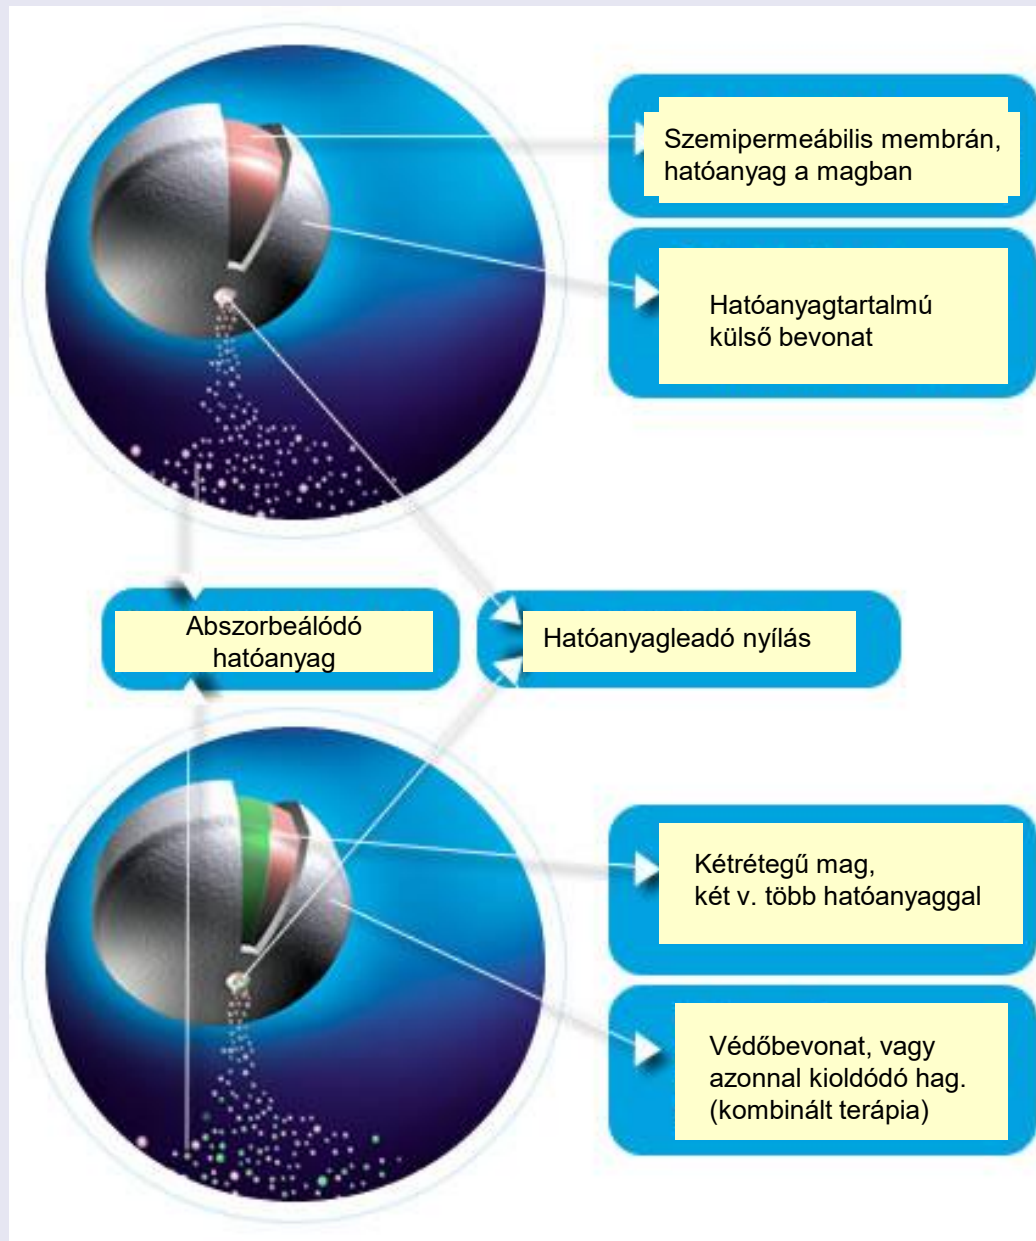 Szemipermeábilis membrán,
hatóanyag a magban
Hatóanyagtartalmú
külső bevonat
Abszorbeálódó
hatóanyag
Hatóanyagleadó nyílás
Kétrétegű mag,
két v. több hatóanyaggal
Védőbevonat, vagy
azonnal kioldódó hag.
(kombinált terápia)